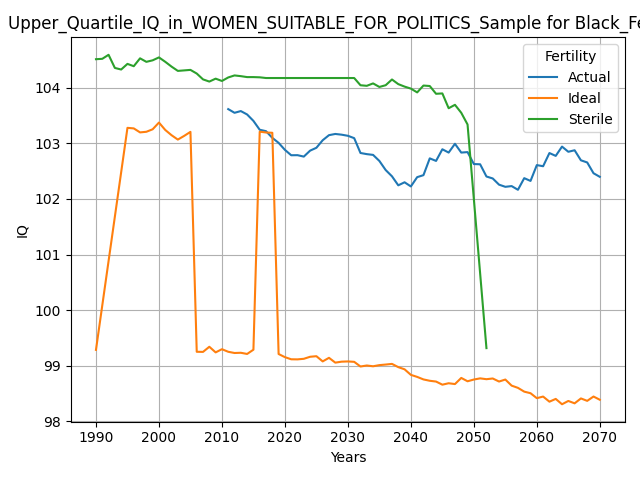 Upper_Quartile_IQ_in_WOMEN_SUITABLE_FOR_POLITICS_Sample for Black_Fe
Fertility
Actual
Ideal
Sterile
104
103
102
101
100
99
98
IQ
1990 2000 2010 2020 2030 2040 2050 2060 2070
Years